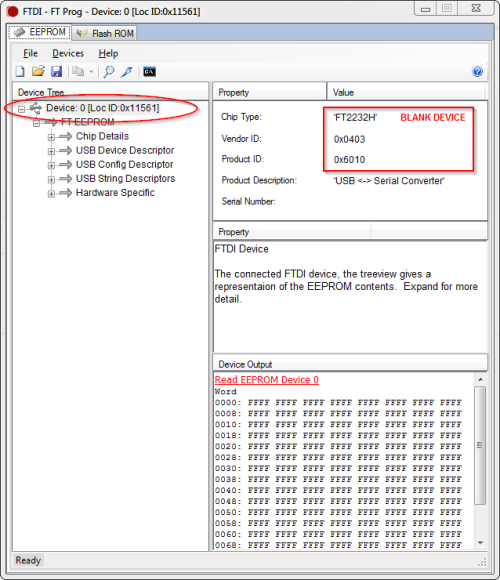 FTDI - FT Prog - Device: 0 [Loc ID:0x11561]
EEPROM Flash ROM
File Devices Help
C:\
Device Tree
Device: 0 [Loc ID:0x11561]
FT EEPROM
Chip Details
USB Device Descriptor
USB Config Descriptor
USB String Descriptors
Hardware Specific
Property Value
Chip Type: 'FT2232H' BLANK DEVICE
Vendor ID: 0x0403
Product ID: 0x6010
Product Description: 'USB <-> Serial Converter'
Serial Number:
Property
FTDI Device
The connected FTDI device, the treeview gives a
representaion of the EEPROM contents. Expand for more
detail.
Device Output
Read EEPROM Device 0
Word
0000: FFFF FFFF FFFF FFFF FFFF FFFF FFFF FFFF
0008: FFFF FFFF FFFF FFFF FFFF FFFF FFFF FFFF
0010: FFFF FFFF FFFF FFFF FFFF FFFF FFFF FFFF
0018: FFFF FFFF FFFF FFFF FFFF FFFF FFFF FFFF
0020: FFFF FFFF FFFF FFFF FFFF FFFF FFFF FFFF
0028: FFFF FFFF FFFF FFFF FFFF FFFF FFFF FFFF
0030: FFFF FFFF FFFF FFFF FFFF FFFF FFFF FFFF
0038: FFFF FFFF FFFF FFFF FFFF FFFF FFFF FFFF
0040: FFFF FFFF FFFF FFFF FFFF FFFF FFFF FFFF
0048: FFFF FFFF FFFF FFFF FFFF FFFF FFFF FFFF
0050: FFFF FFFF FFFF FFFF FFFF FFFF FFFF FFFF
0058: FFFF FFFF FFFF FFFF FFFF FFFF FFFF FFFF
0060: FFFF FFFF FFFF FFFF FFFF FFFF FFFF FFFF
0068: FFFF FFFF FFFF FFFF FFFF FFFF FFFF FFFF
Ready